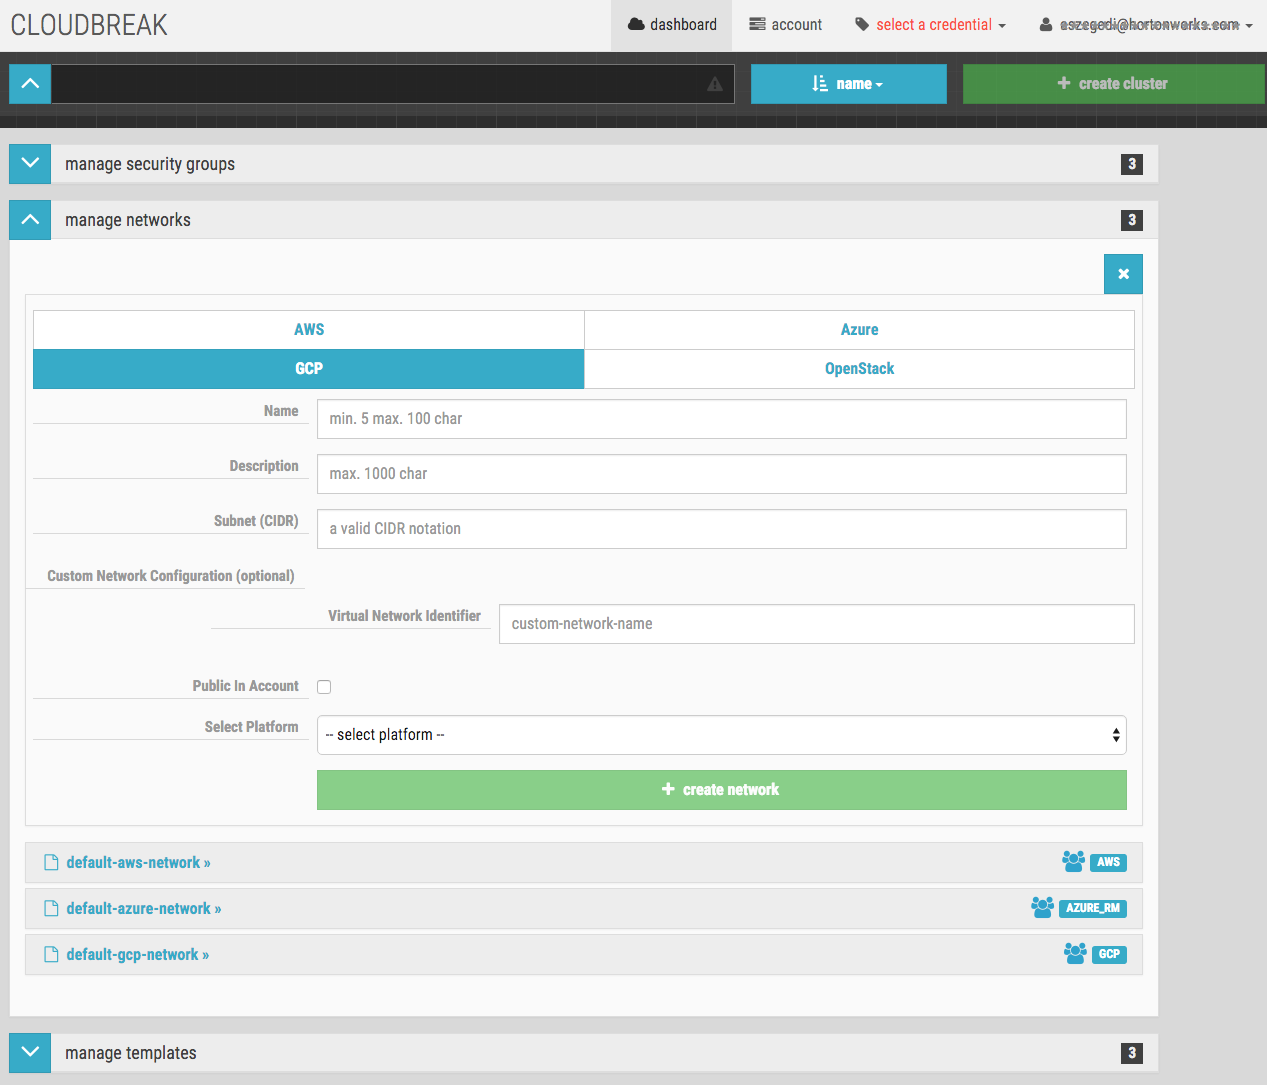 CLOUDBREAK
dashboard
account
select a credential
name
create cluster
manage security groups
3
manage networks
3
AWS
Azure
GCP
OpenStack
Name
min. 5 max. 100 char
Description
max. 1000 char
Subnet (CIDR)
a valid CIDR notation
Custom Network Configuration (optional)
Virtual Network Identifier
custom-network-name
Public In Account
Select Platform
-- select platform --
create network
default-aws-network »
AWS
default-azure-network »
AZURE_RM
default-gcp-network »
GCP
manage templates
3